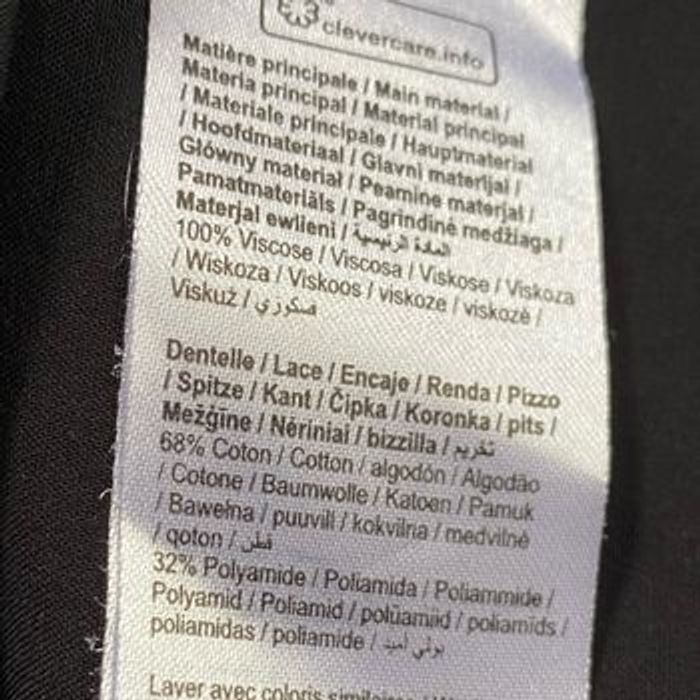 clevercare.info
Matière principale / Main material /
Materia principal / Material principal
/ Materiale principale / Hauptmaterial
/ Hoofdmateriaal / Glavni materijal /
Główny materiał / Peamine materjal /
Pamatmateriāls / Pagrindinė medžiaga /
Materjal ewlieni / المادة الرئيسية
100% Viscose / Viscosa / Viskose / Viskoza
/ Wiskoza / Viskoos / viskoze / viskozė /
Viskuż / فسكوزي
Dentelle / Lace / Encaje / Renda / Pizzo
/ Spitze / Kant / Čipka / Koronka / pits /
Mežģīne / Nėriniai / bizzilla / تخريم
68% Coton / Cotton / algodón / Algodão
/ Cotone / Baumwolle / Katoen / Pamuk
/ Bawełna / puuvill / kokvilna / medvilnė
/ qoton / قطن
32% Polyamide / Poliamida / Poliammide /
Polyamid / Poliamid / polüamiid / poliamīds /
poliamidas / poliamide / بولي أميد
Laver avec coloris